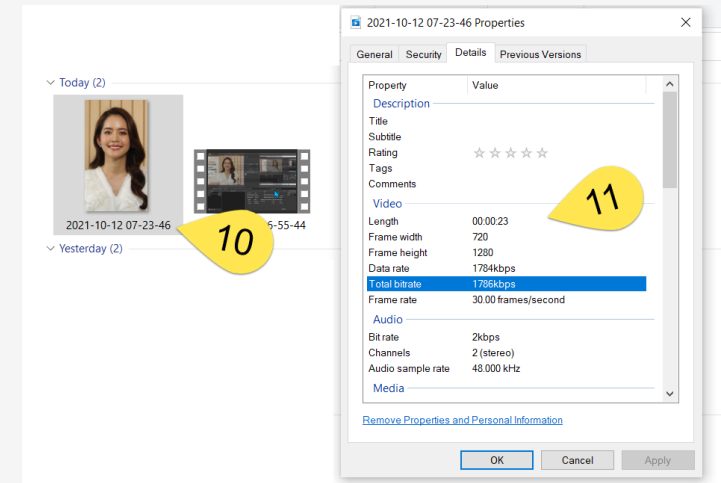 2021-10-12 07-23-46 Properties
General Security Details Previous Versions
Today (2)
2021-10-12 07-23-46
5-55-44
10
Yesterday (2)
Property Value
Description
Title
Subtitle
Rating
Tags
Comments
Video
Length 00:00:23
11
Frame width 720
Frame height 1280
Data rate 1784kbps
Total bitrate 1786kbps
Frame rate 30.00 frames/second
Audio
Bit rate 2kbps
Channels 2 (stereo)
Audio sample rate 48.000 kHz
Media
Remove Properties and Personal Information
OK Cancel Apply